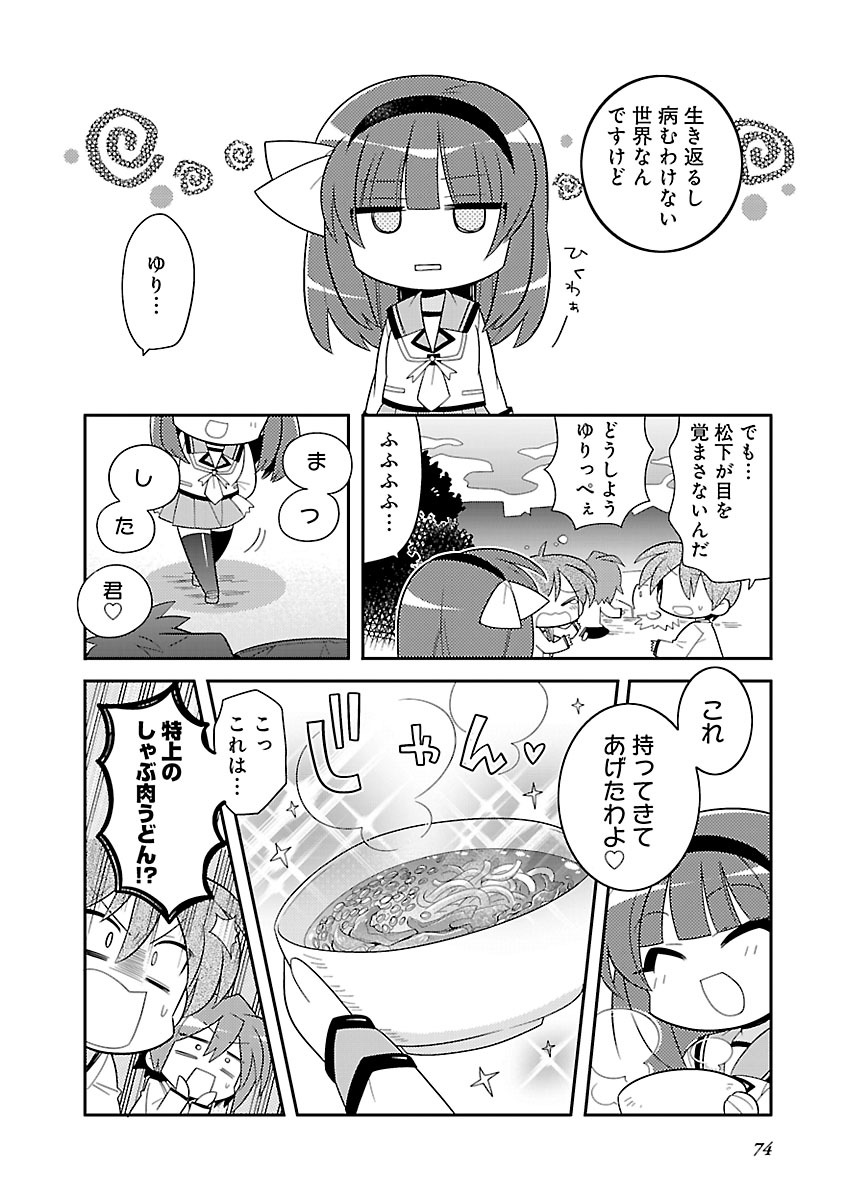 生き返るし
病むわけない
世界なん
ですけど
ひくわぁ
ゆり…
でも…
松下が目を
覚まさないんだ
どうしよう
ゆりっぺぇ
ふふふふ…
まつ
した
君♡
これ
持ってきて
あげたわよ♡
じゃん♡
こっ
これは…
特上の
しゃぶ肉うどん!?
74